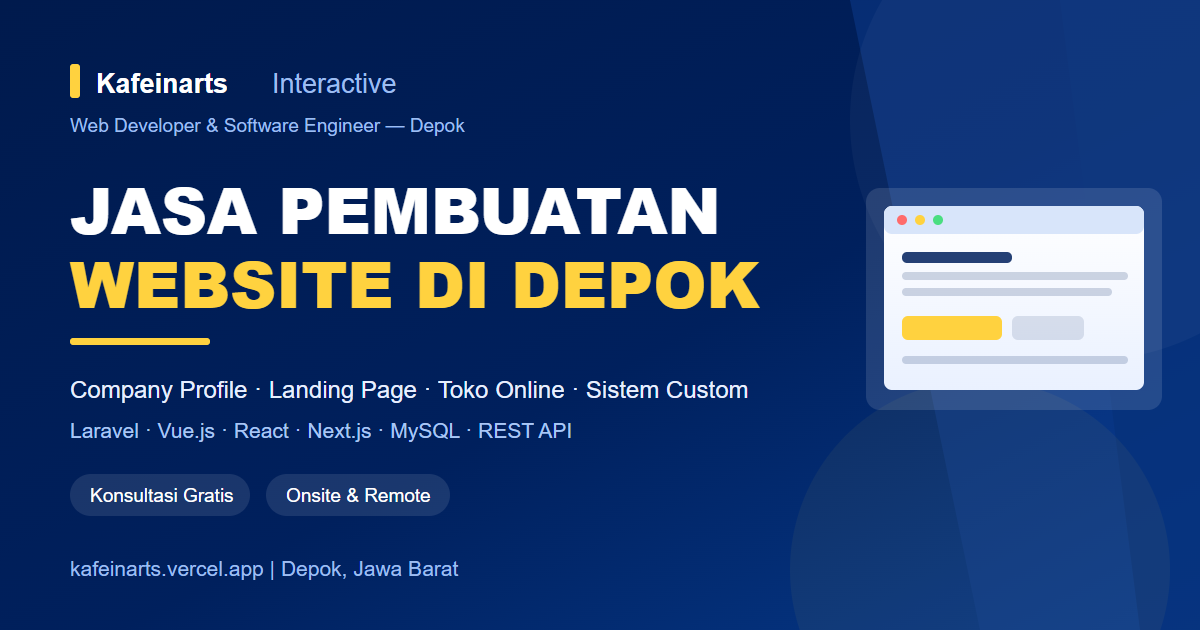 Kafeinarts Interactive
Web Developer & Software Engineer — Depok
JASA PEMBUATAN
WEBSITE DI DEPOK
Company Profile · Landing Page · Toko Online · Sistem Custom
Laravel · Vue.js · React · Next.js · MySQL · REST API
Konsultasi Gratis Onsite & Remote
kafeinarts.vercel.app | Depok, Jawa Barat